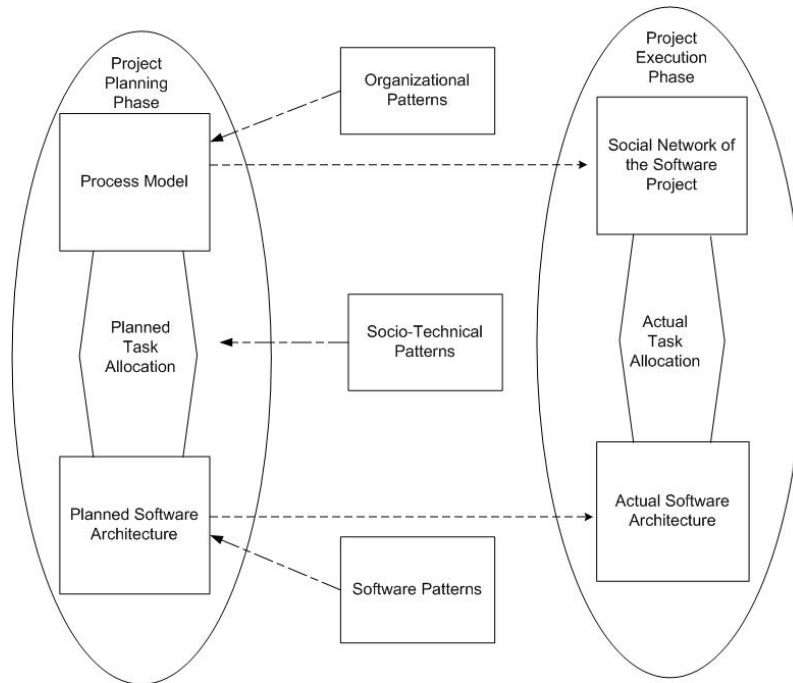 Project
Planning
Phase
Process Model
Planned
Task
Allocation
Planned Software
Architecture
Organizational
Patterns
Socio-Technical
Patterns
Software Patterns
Project
Execution
Phase
Social Network of
the Software
Project
Actual
Task
Allocation
Actual Software
Architecture